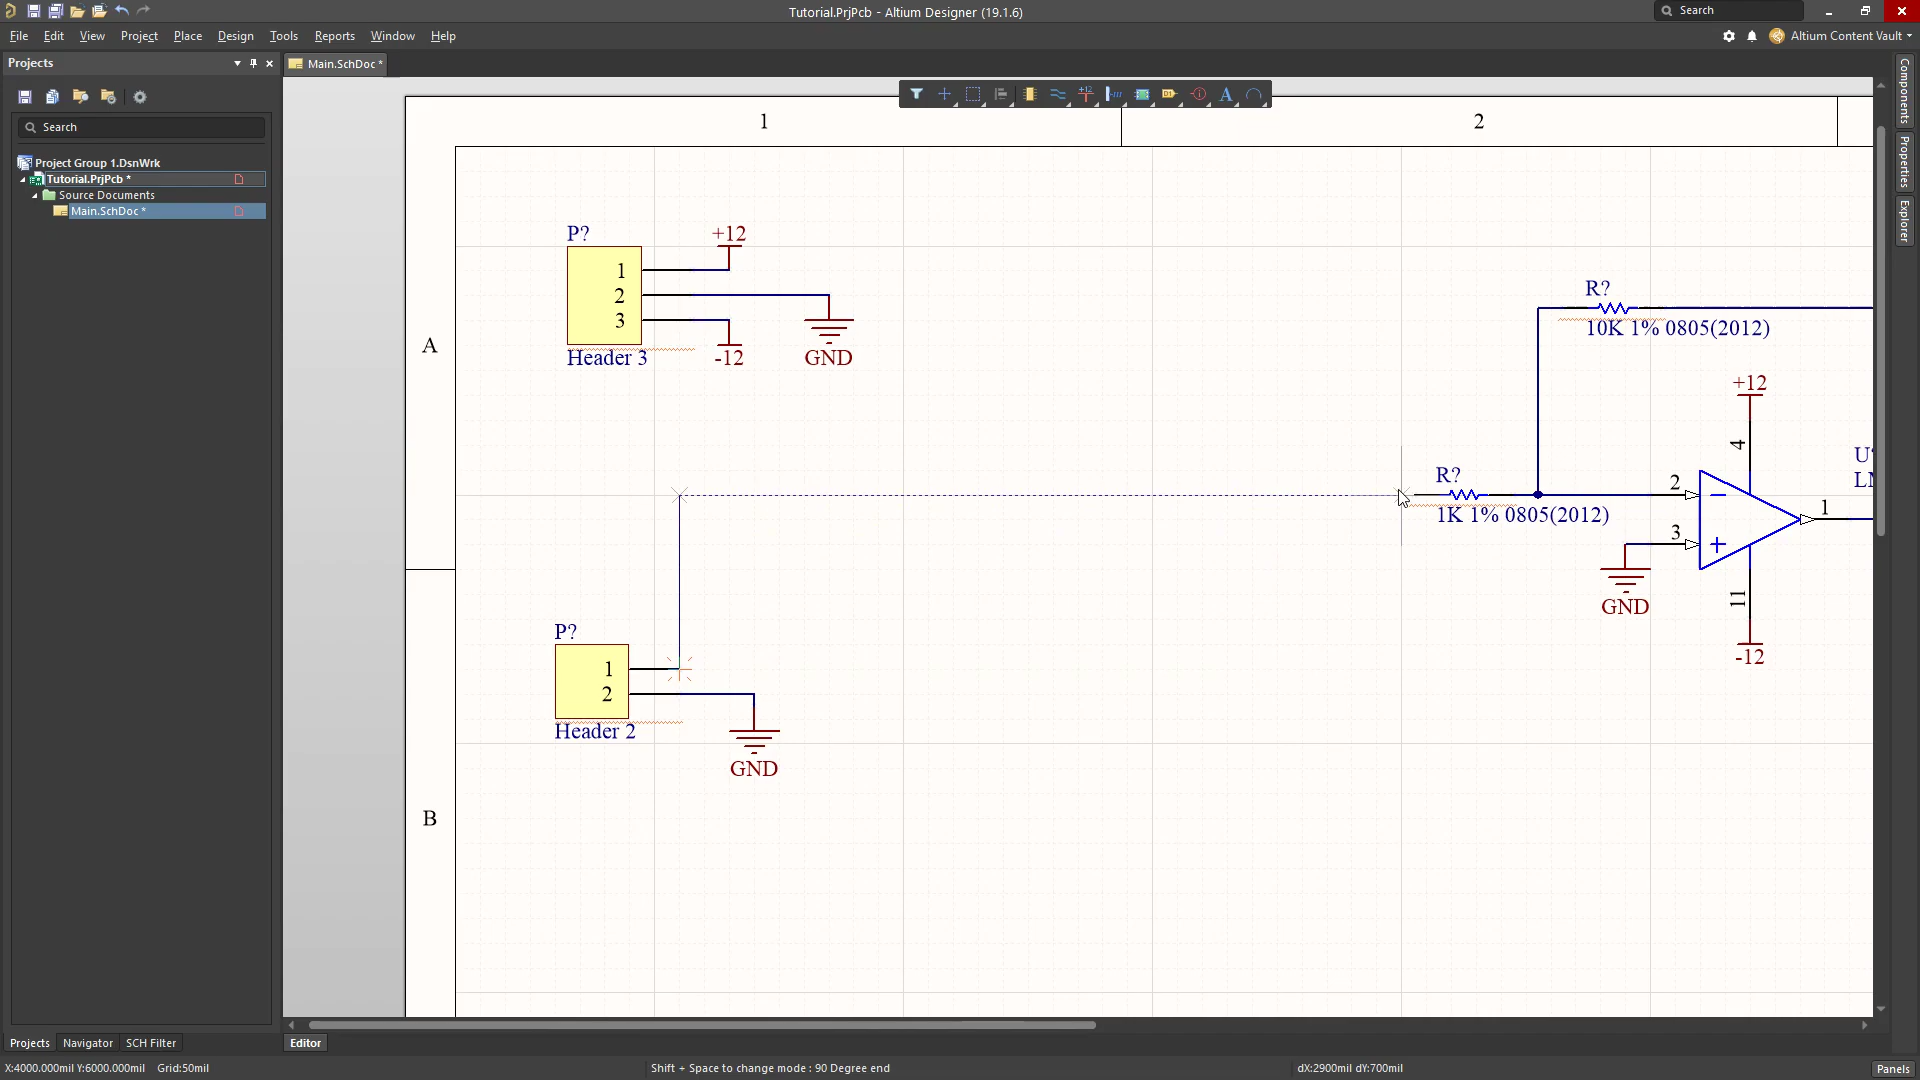 Tutorial.PrjPcb - Altium Designer (19.1.6)
Search
File Edit View Project Place Design Tools Reports Window Help
Altium Content Vault
Projects
Main.SchDoc *
Search
Project Group 1.DsnWrk
Tutorial.PrjPcb *
Source Documents
Main.SchDoc *
Components
Properties
Explorer
1
2
A
B
P?
1
2
3
Header 3
+12
-12
GND
R?
10K 1% 0805(2012)
+12
4
R?
1K 1% 0805(2012)
2
3
1
GND
11
-12
P?
1
2
Header 2
GND
Projects Navigator SCH Filter
Editor
X:4000.000mil Y:6000.000mil Grid:50mil
Shift + Space to change mode : 90 Degree end
dX:2900mil dY:700mil
Panels